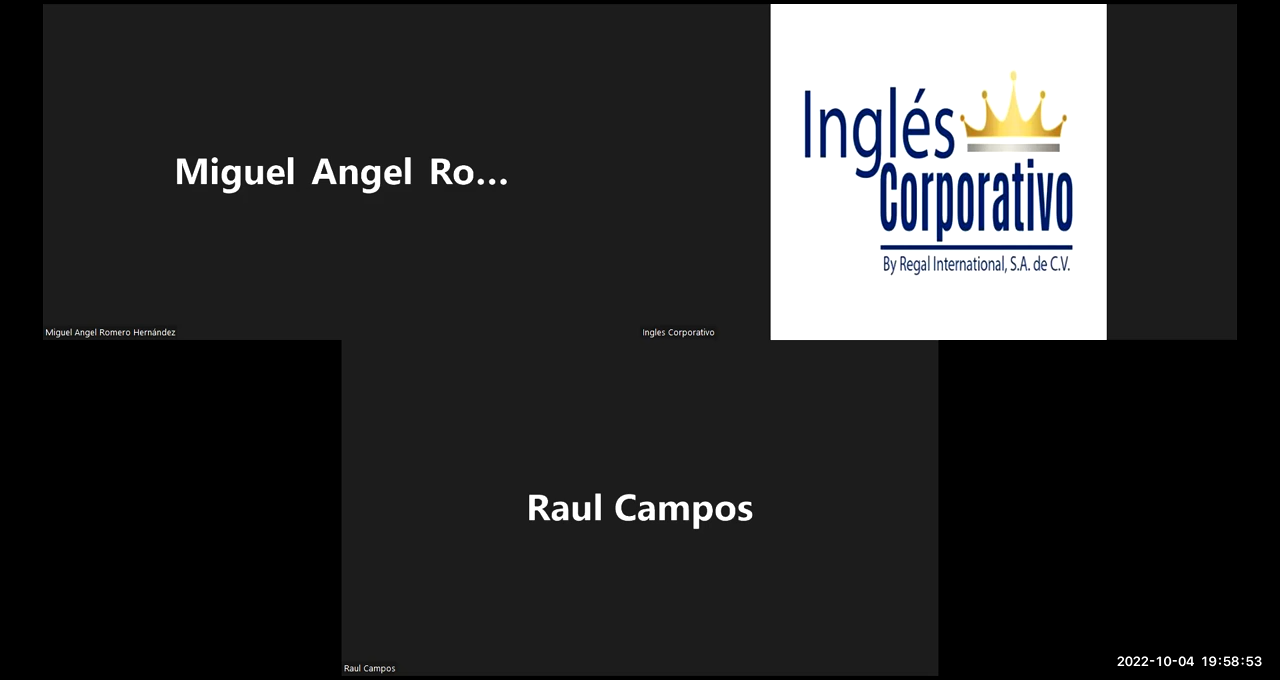 Miguel Angel Ro...
Miguel Angel Romero Hernández
Inglés
Corporativo
By Regal International, S.A. de C.V.
Ingles Corporativo
Raul Campos
Raul Campos
2022-10-04 19:58:53